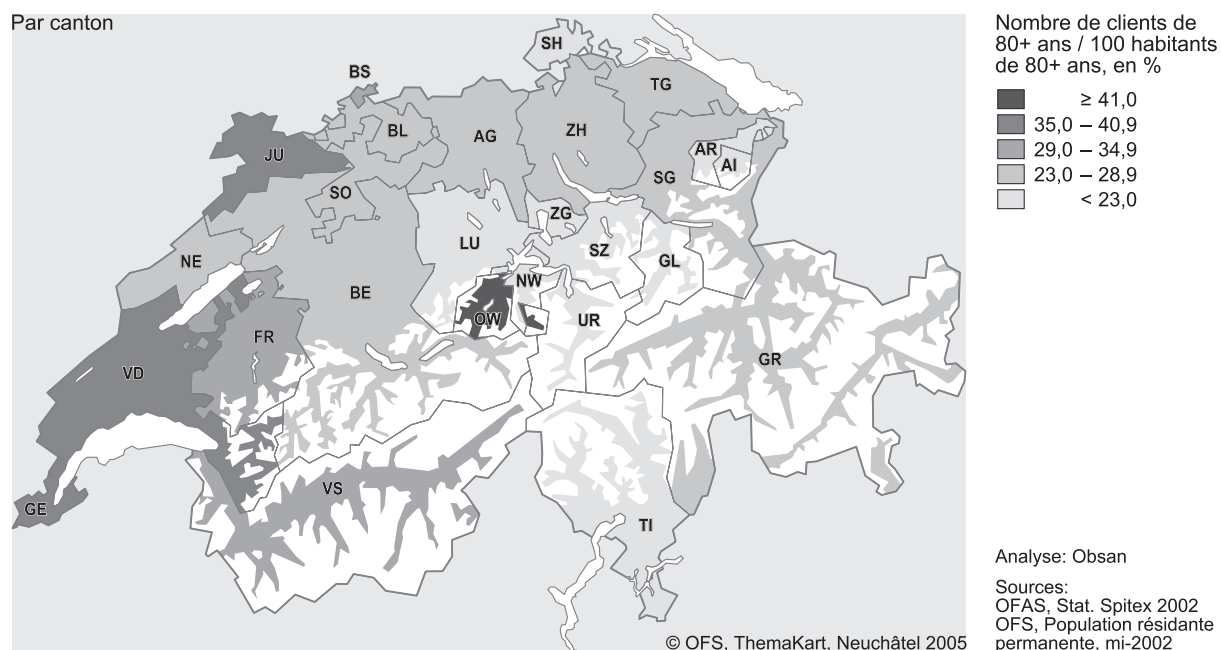 Par canton
Nombre de clients de
80+ ans / 100 habitants
de 80+ ans, en %
≥ 41,0
35,0 – 40,9
29,0 – 34,9
23,0 – 28,9
< 23,0
SH
BS
TG
BL
AG
ZH
JU
AR
AI
SO
SG
ZG
LU
SZ
NE
GL
NW
BE
OW
UR
FR
GR
VD
VS
GE
TI
Analyse: Obsan
Sources:
OFAS, Stat. Spitex 2002
OFS, Population résidante
permanente, mi-2002
© OFS, ThemaKart, Neuchâtel 2005